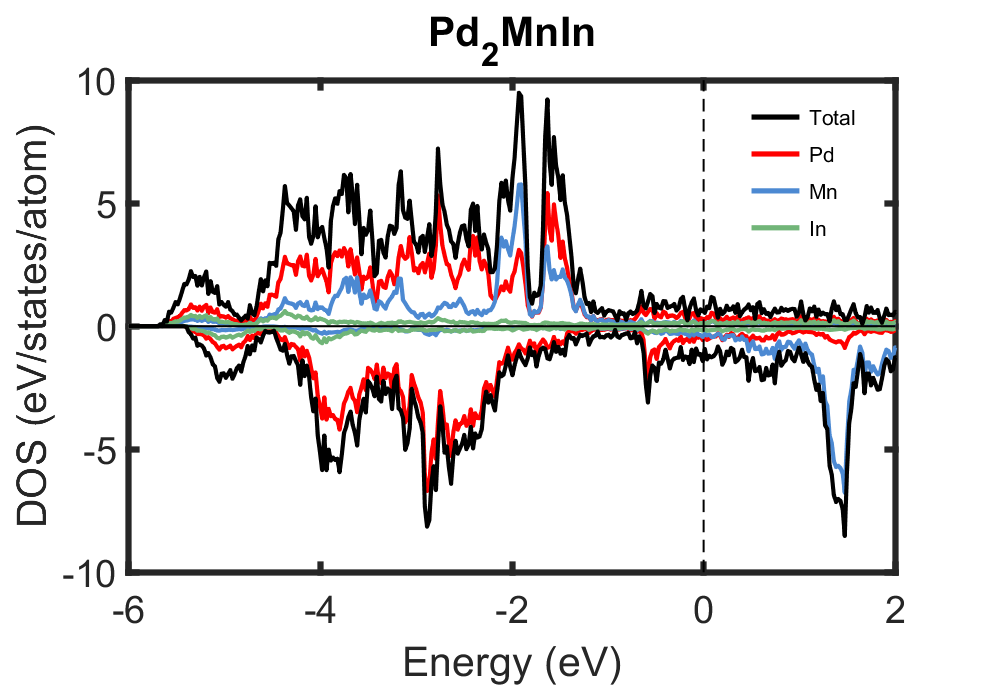 Pd₂MnIn
10
5
0
-5
-10
DOS (eV/states/atom)
Total
Pd
Mn
In
-6 -4 -2 0 2
Energy (eV)